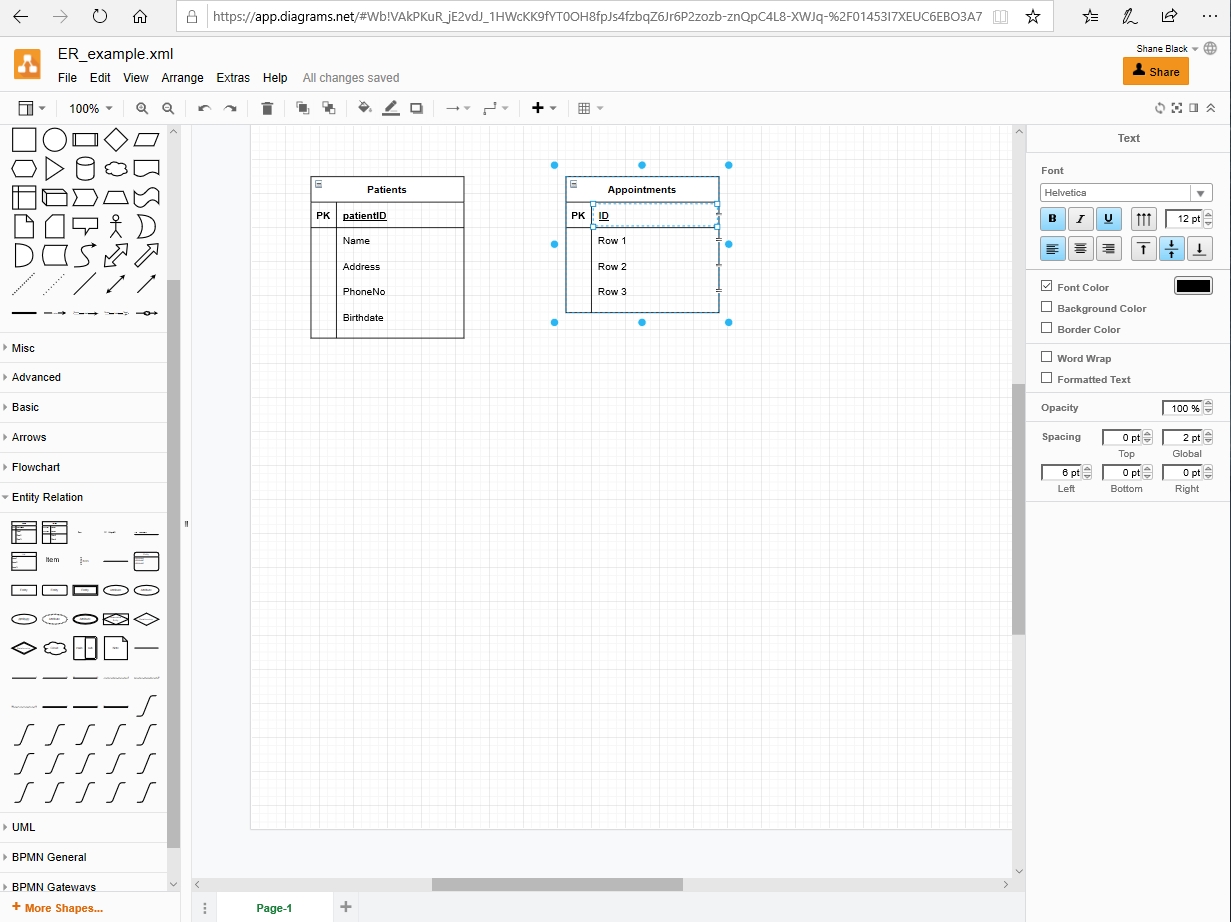 https://app.diagrams.net/#Wb!VAkPKuR_jE2vdJ_1HWcKK9fYT0OH8fpJs4fzbqZ6Jr6P2zozb-znQpC4L8-XWJq-%2F01453I7XEUC6EBO3A7
ER_example.xml
Shane Black
File Edit View Arrange Extras Help All changes saved
Share
100%
Text
Font
Helvetica
B I U 12 pt
Font Color
Background Color
Border Color
Word Wrap
Formatted Text
Opacity 100 %
Spacing 0 pt 2 pt
Top Global
6 pt 0 pt 0 pt
Left Bottom Right
Patients
PK patientID
Name
Address
PhoneNo
Birthdate
Appointments
PK ID
Row 1
Row 2
Row 3
Misc
Advanced
Basic
Arrows
Flowchart
Entity Relation
Item
UML
BPMN General
BPMN Gateways
+ More Shapes...
Page-1